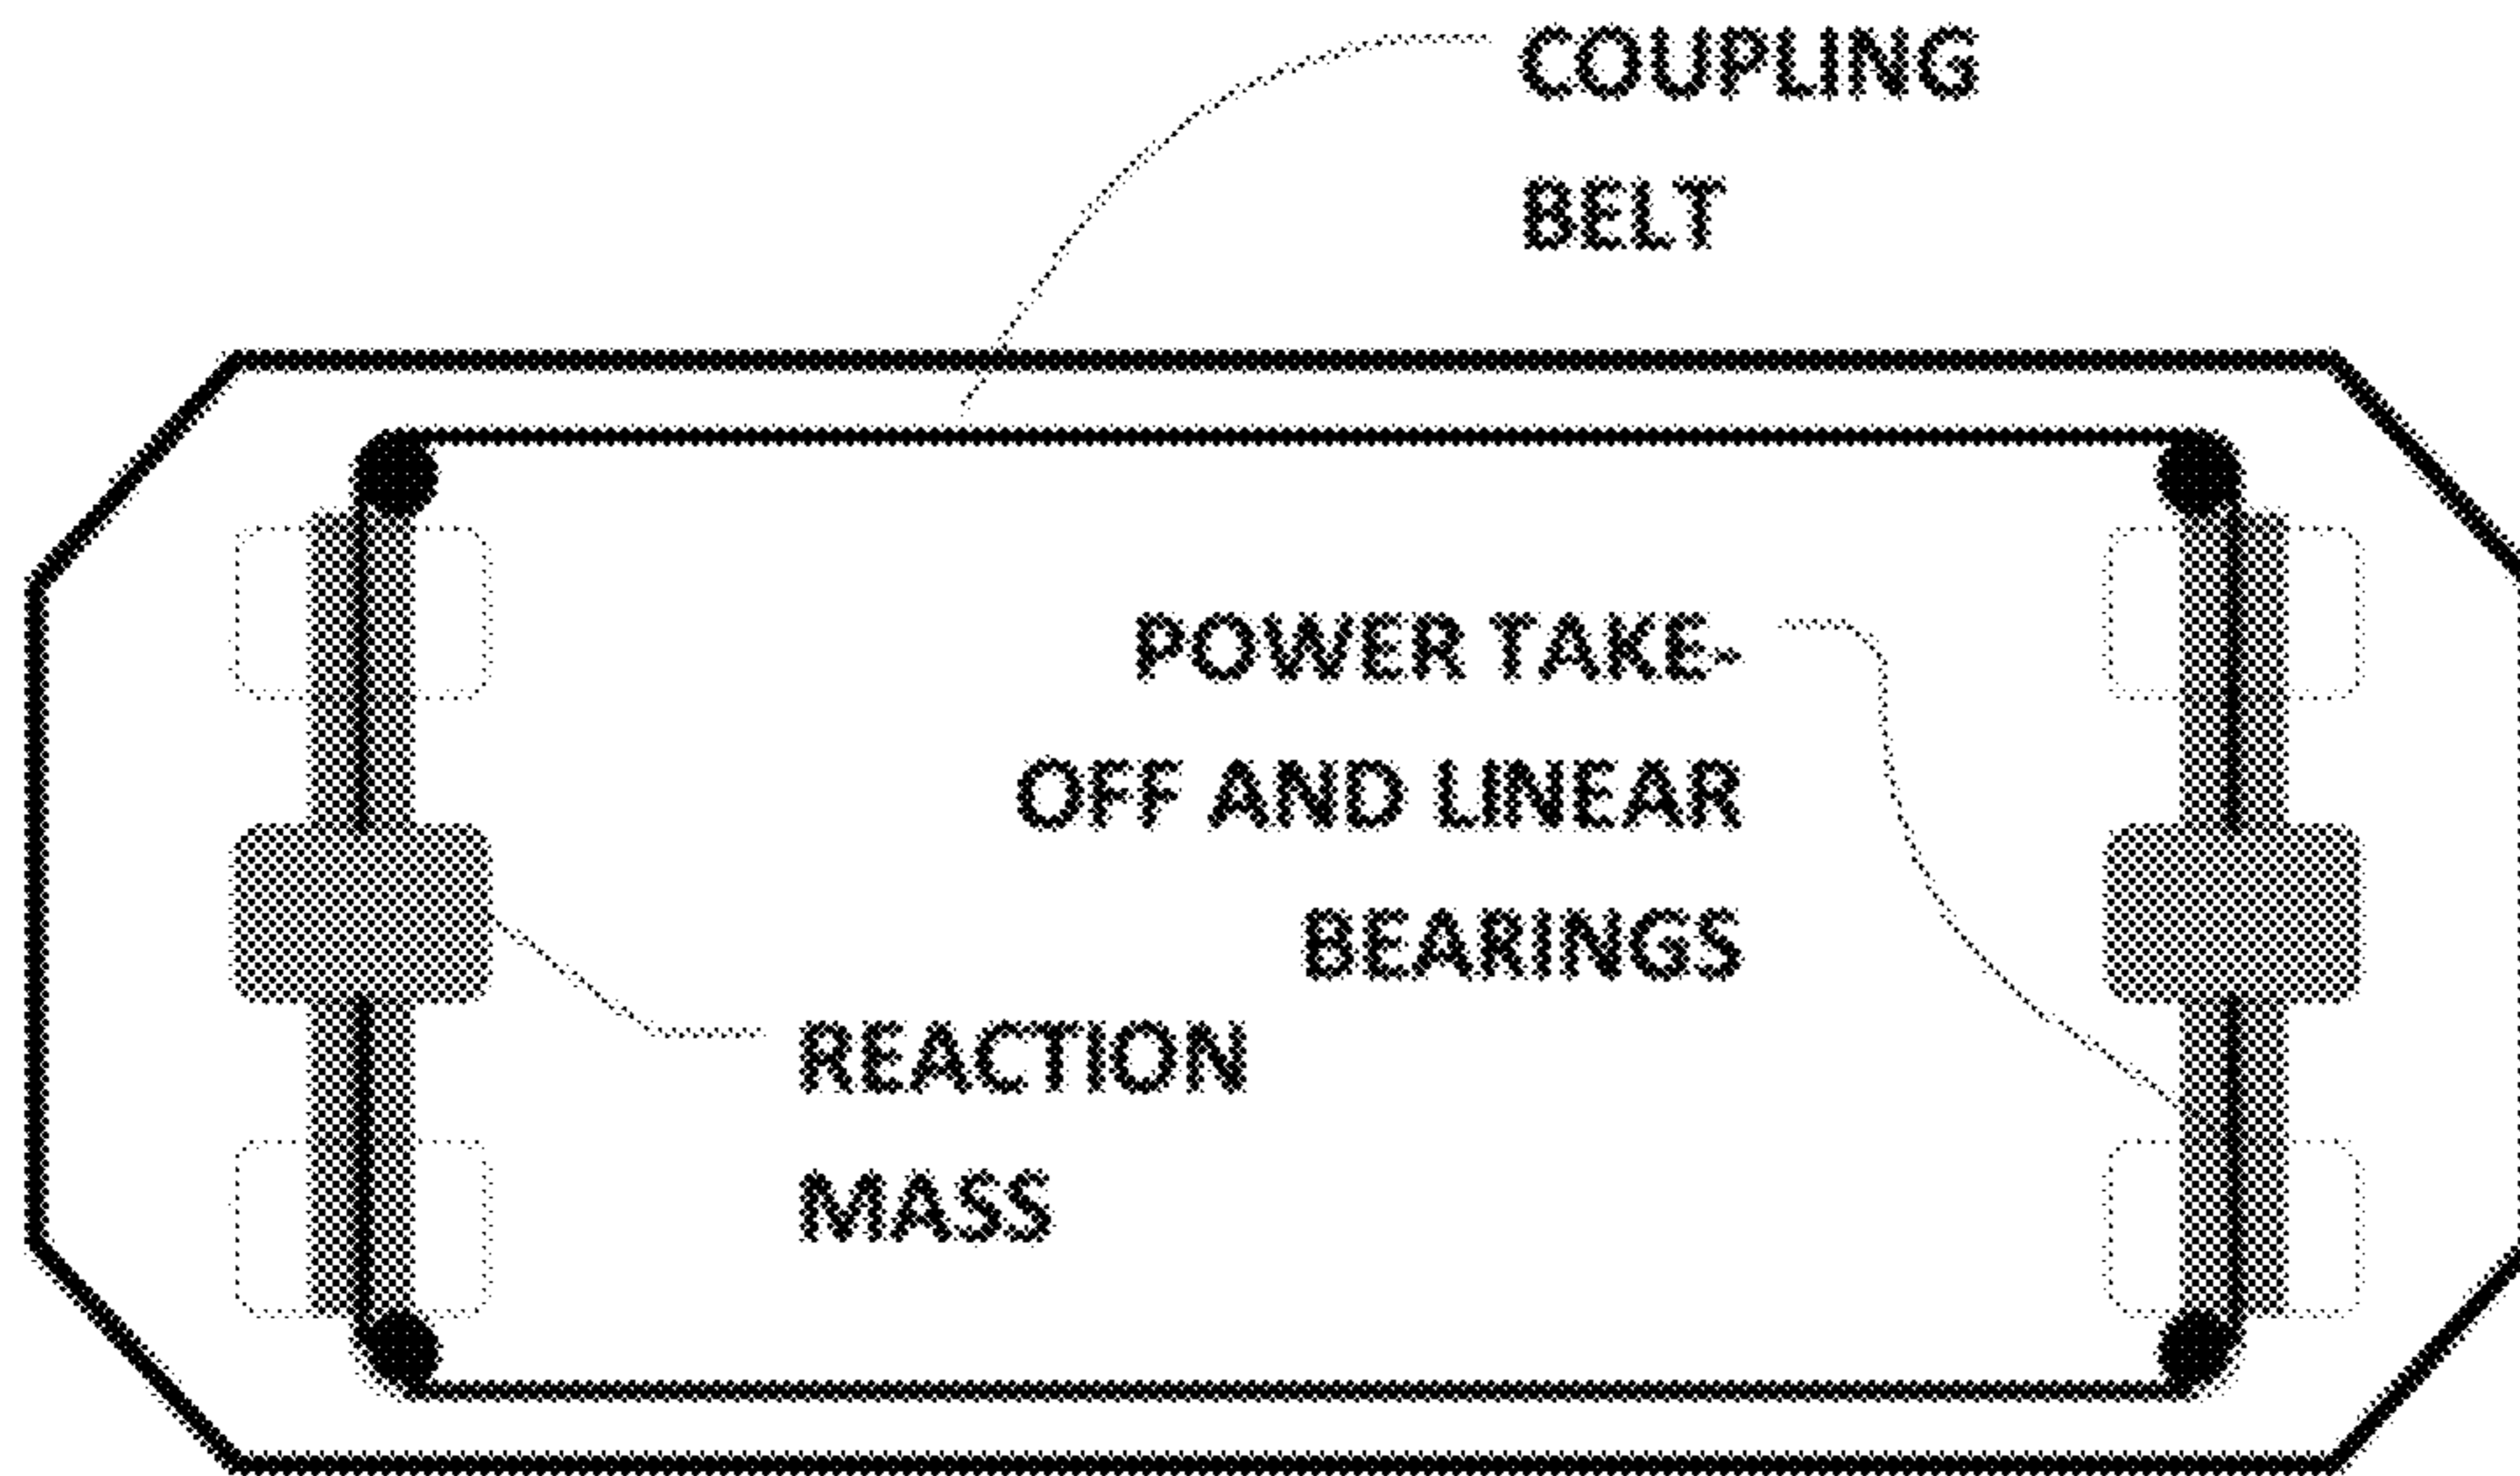 COUPLING
BELT
POWER TAKE-
OFF AND LINEAR
BEARINGS
REACTION
MASS